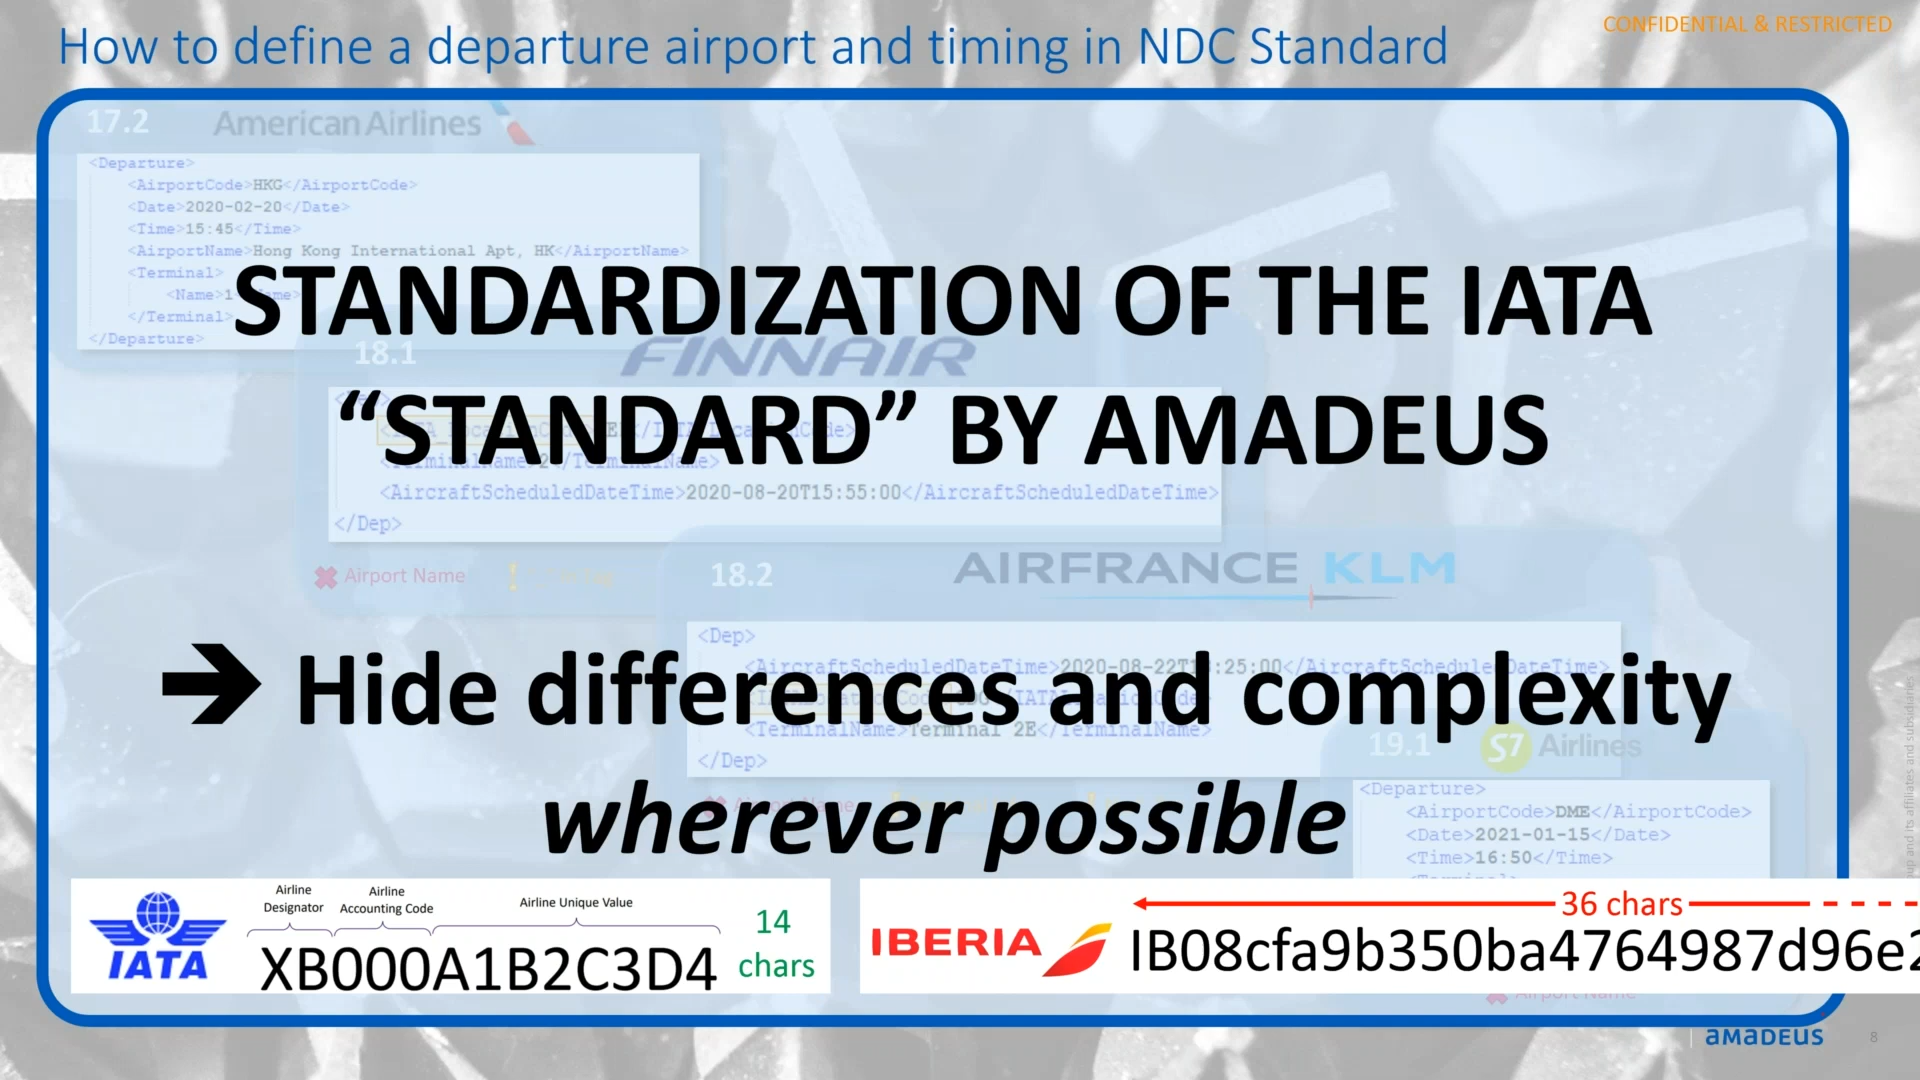 How to define a departure airport and timing in NDC Standard
CONFIDENTIAL & RESTRICTED
17.2
American Airlines
<Departure>
<AirportCode>HKG</AirportCode>
<Date>2020-02-20</Date>
<Time>15:45</Time>
<AirportName>Hong Kong International Apt, HK</AirportName>
<Terminal>
</Terminal>
</Departure>
STANDARDIZATION OF THE IATA
“STANDARD” BY AMADEUS
18.1
FINNAIR
<AircraftScheduledDateTime>2020-08-20T15:55:00</AircraftScheduledDateTime>
</Dep>
Airport Name
18.2
AIRFRANCE KLM
<Dep>
➔ Hide differences and complexity
wherever possible
<TerminalName>Terminal 2E</TerminalName>
</Dep>
19.1
S7 Airlines
<Departure>
<AirportCode>DME</AirportCode>
<Date>2021-01-15</Date>
<Time>16:50</Time>
IATA
Airline Designator
Airline Accounting Code
Airline Unique Value
XB000A1B2C3D4
14 chars
IBERIA
36 chars
IB08cfa9b350ba4764987d96e2
Airport Name
amadeus
8